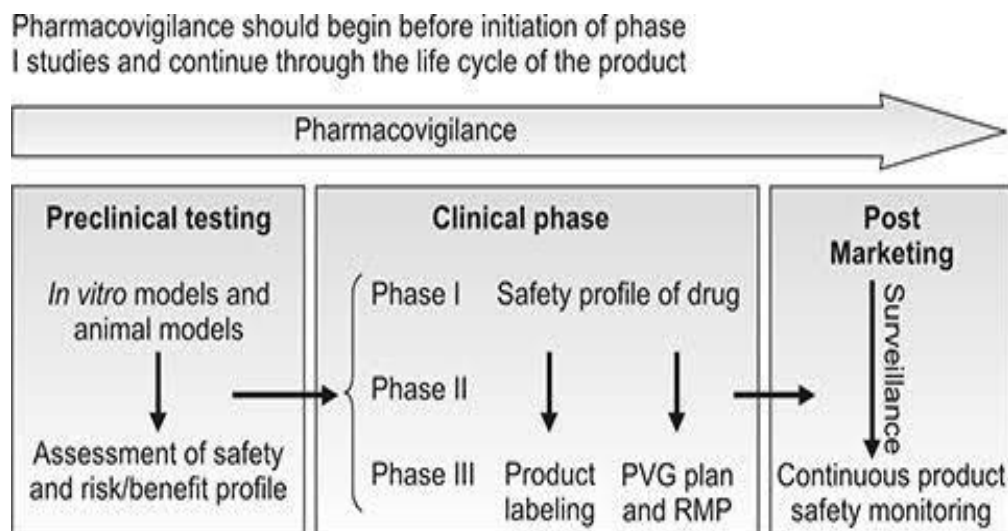 Pharmacovigilance should begin before initiation of phase
I studies and continue through the life cycle of the product
Pharmacovigilance
Preclinical testing
In vitro models and
animal models
Assessment of safety
and risk/benefit profile
Clinical phase
Phase I
Safety profile of drug
Phase II
Phase III
Product
labeling
PVG plan
and RMP
Post
Marketing
Surveillance
Continuous product
safety monitoring